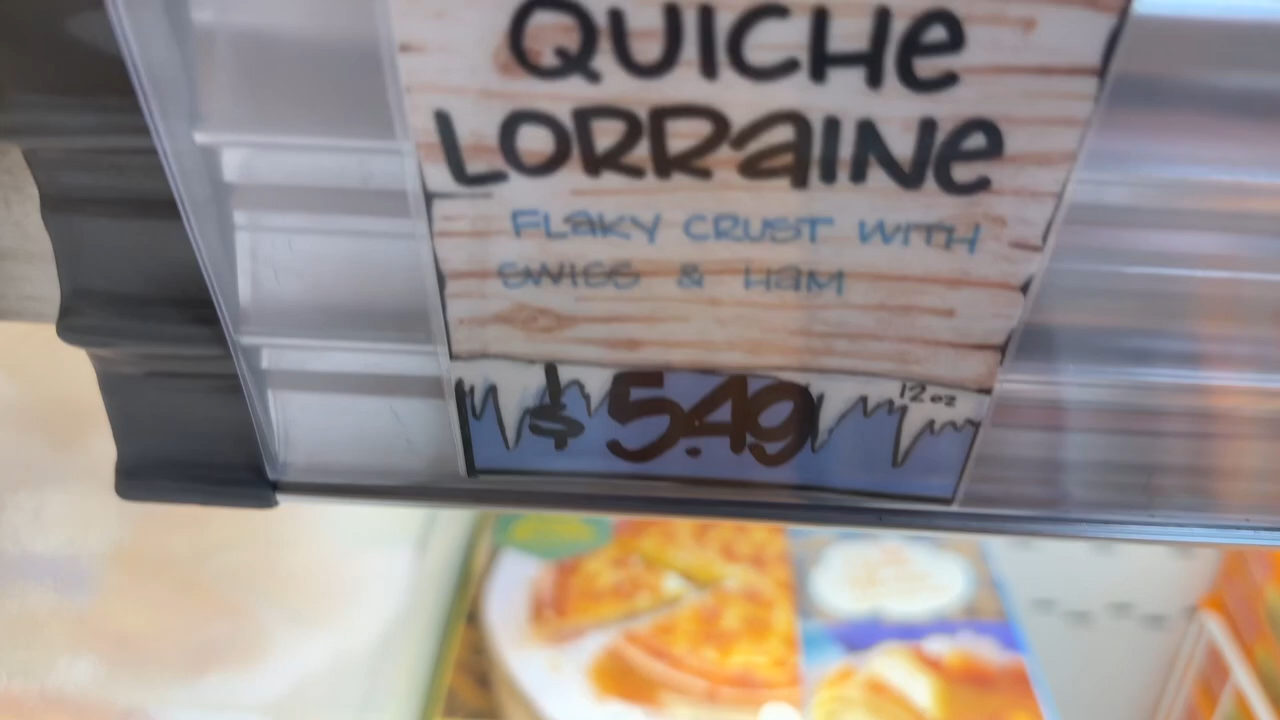 QUICHE
LORRaINe
FLaKY CRUST WITH
SWISS & HaM
$5.49
12 oz